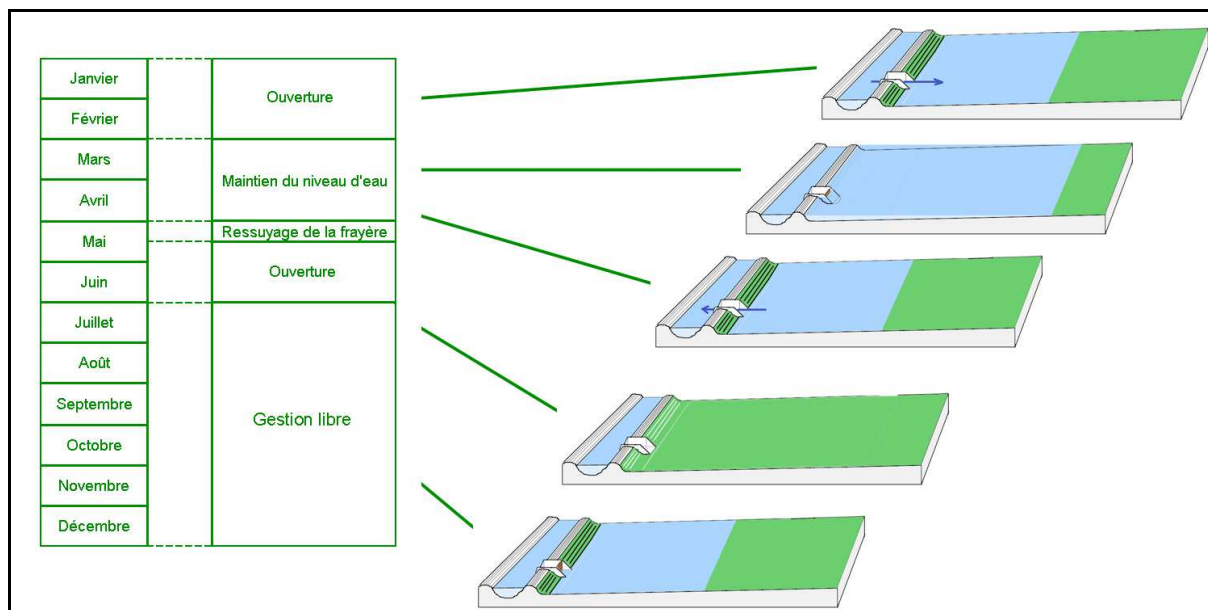 Janvier
Février
Mars
Avril
Mai
Juin
Juillet
Août
Septembre
Octobre
Novembre
Décembre
Ouverture
Maintien du niveau d'eau
Ressuyage de la frayère
Ouverture
Gestion libre